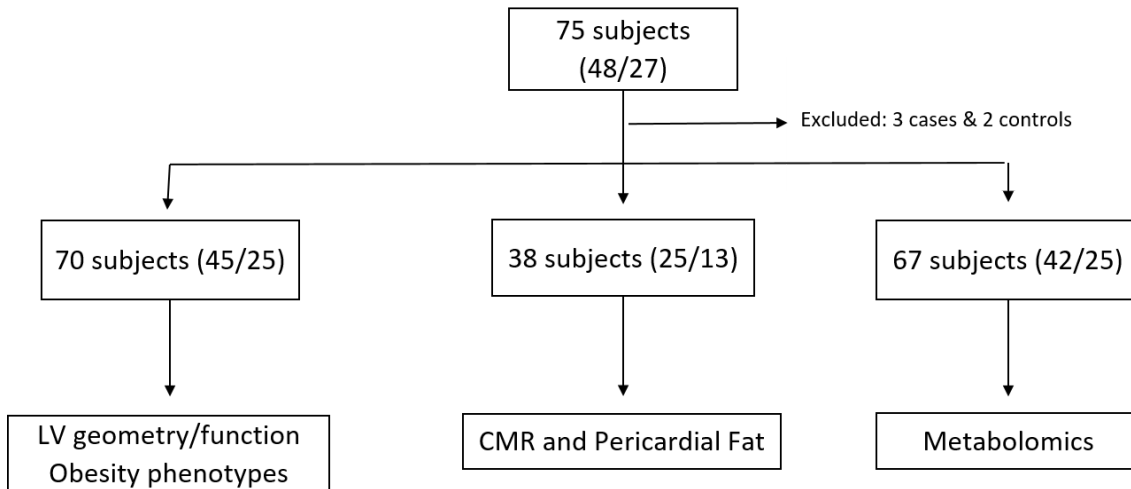 75 subjects
(48/27)
Excluded: 3 cases & 2 controls
70 subjects (45/25)
38 subjects (25/13)
67 subjects (42/25)
LV geometry/function
Obesity phenotypes
CMR and Pericardial Fat
Metabolomics